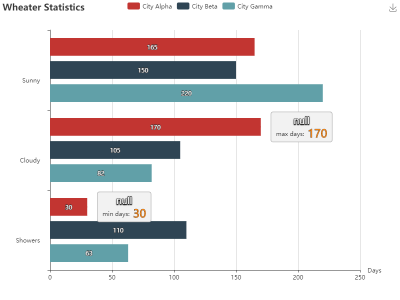 Wheater Statistics
City Alpha City Beta City Gamma
165
Sunny 150
220
170
null
max days: 170
Cloudy 105
82
30
null
min days: 30
Showers 110
63
0 50 100 150 200 250 Days